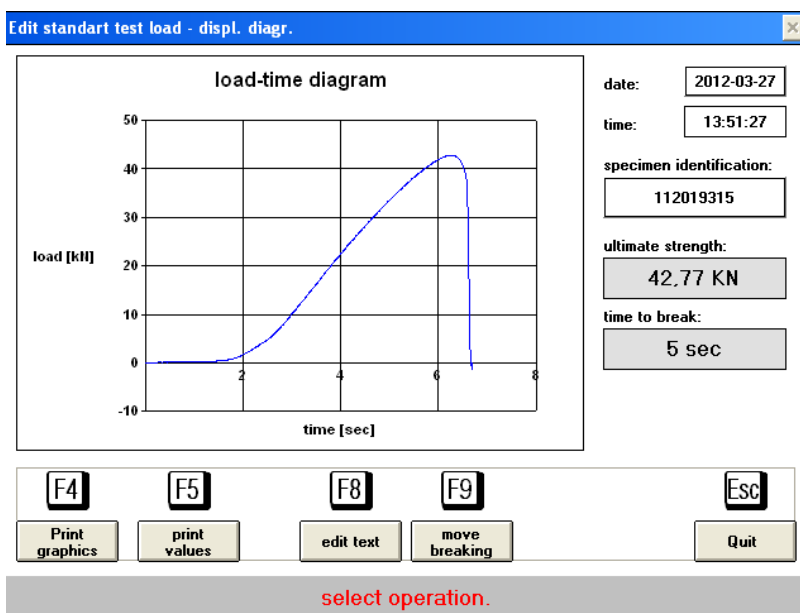 Edit standart test load - displ. diagr.
load-time diagram
date: 2012-03-27
time: 13:51:27
specimen identification:
112019315
ultimate strength:
42,77 KN
time to break:
5 sec
load [kN]
50
40
30
20
10
0
-10
2 4 6 8
time [sec]
F4 F5 F8 F9 Esc
Print graphics
print values
edit text
move breaking
Quit
select operation.